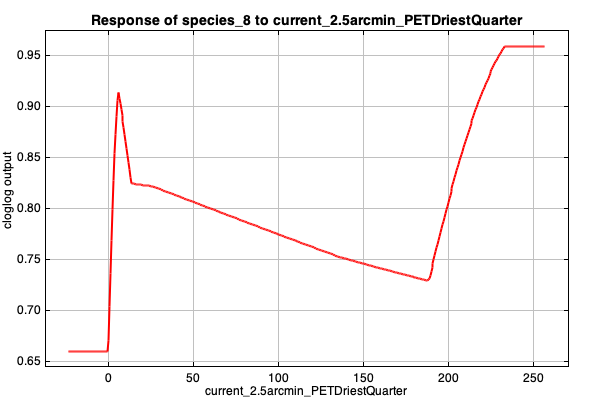 Response of species_8 to current_2.5arcmin_PETDriestQuarter
cloglog output
0.95
0.90
0.85
0.80
0.75
0.70
0.65
0 50 100 150 200 250
current_2.5arcmin_PETDriestQuarter